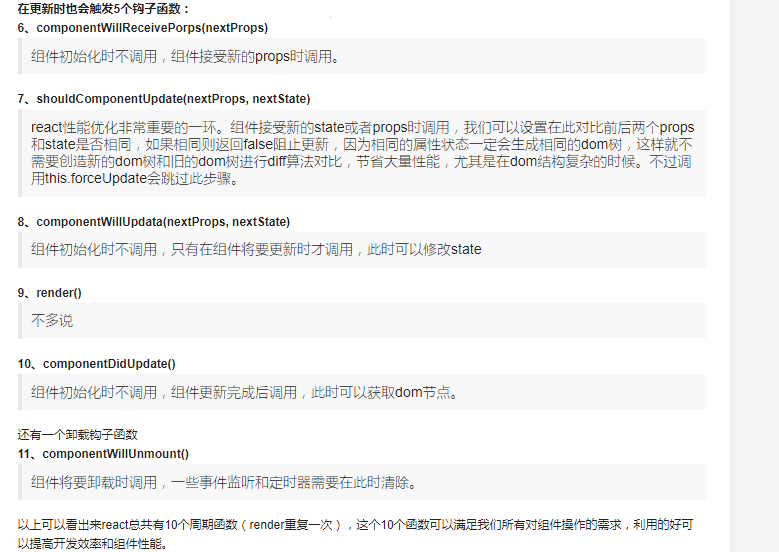 在更新时也会触发5个钩子函数：
6、componentWillReceivePorps(nextProps)
组件初始化时不调用，组件接受新的props时调用。
7、shouldComponentUpdate(nextProps, nextState)
react性能优化非常重要的一环。组件接受新的state或者props时调用，我们可以设置在此对比前后两个props
和state是否相同，如果相同则返回false阻止更新，因为相同的属性状态一定会生成相同的dom树，这样就不
需要创造新的dom树和旧的dom树进行diff算法对比，节省大量性能，尤其是在dom结构复杂的时候。不过调
用this.forceUpdate会跳过此步骤。
8、componentWillUpdata(nextProps, nextState)
组件初始化时不调用，只有在组件将要更新时才调用，此时可以修改state
9、render()
不多说
10、componentDidUpdate()
组件初始化时不调用，组件更新完成后调用，此时可以获取dom节点。
还有一个卸载钩子函数
11、componentWillUnmount()
组件将要卸载时调用，一些事件监听和定时器需要在此时清除。
以上可以看出来react总共有10个周期函数（render重复一次），这个10个函数可以满足我们所有对组件操作的需求，利用的好可
以提高开发效率和组件性能。